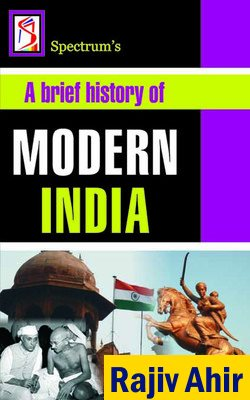 Spectrum's
A brief history of
MODERN
INDIA
Rajiv Ahir